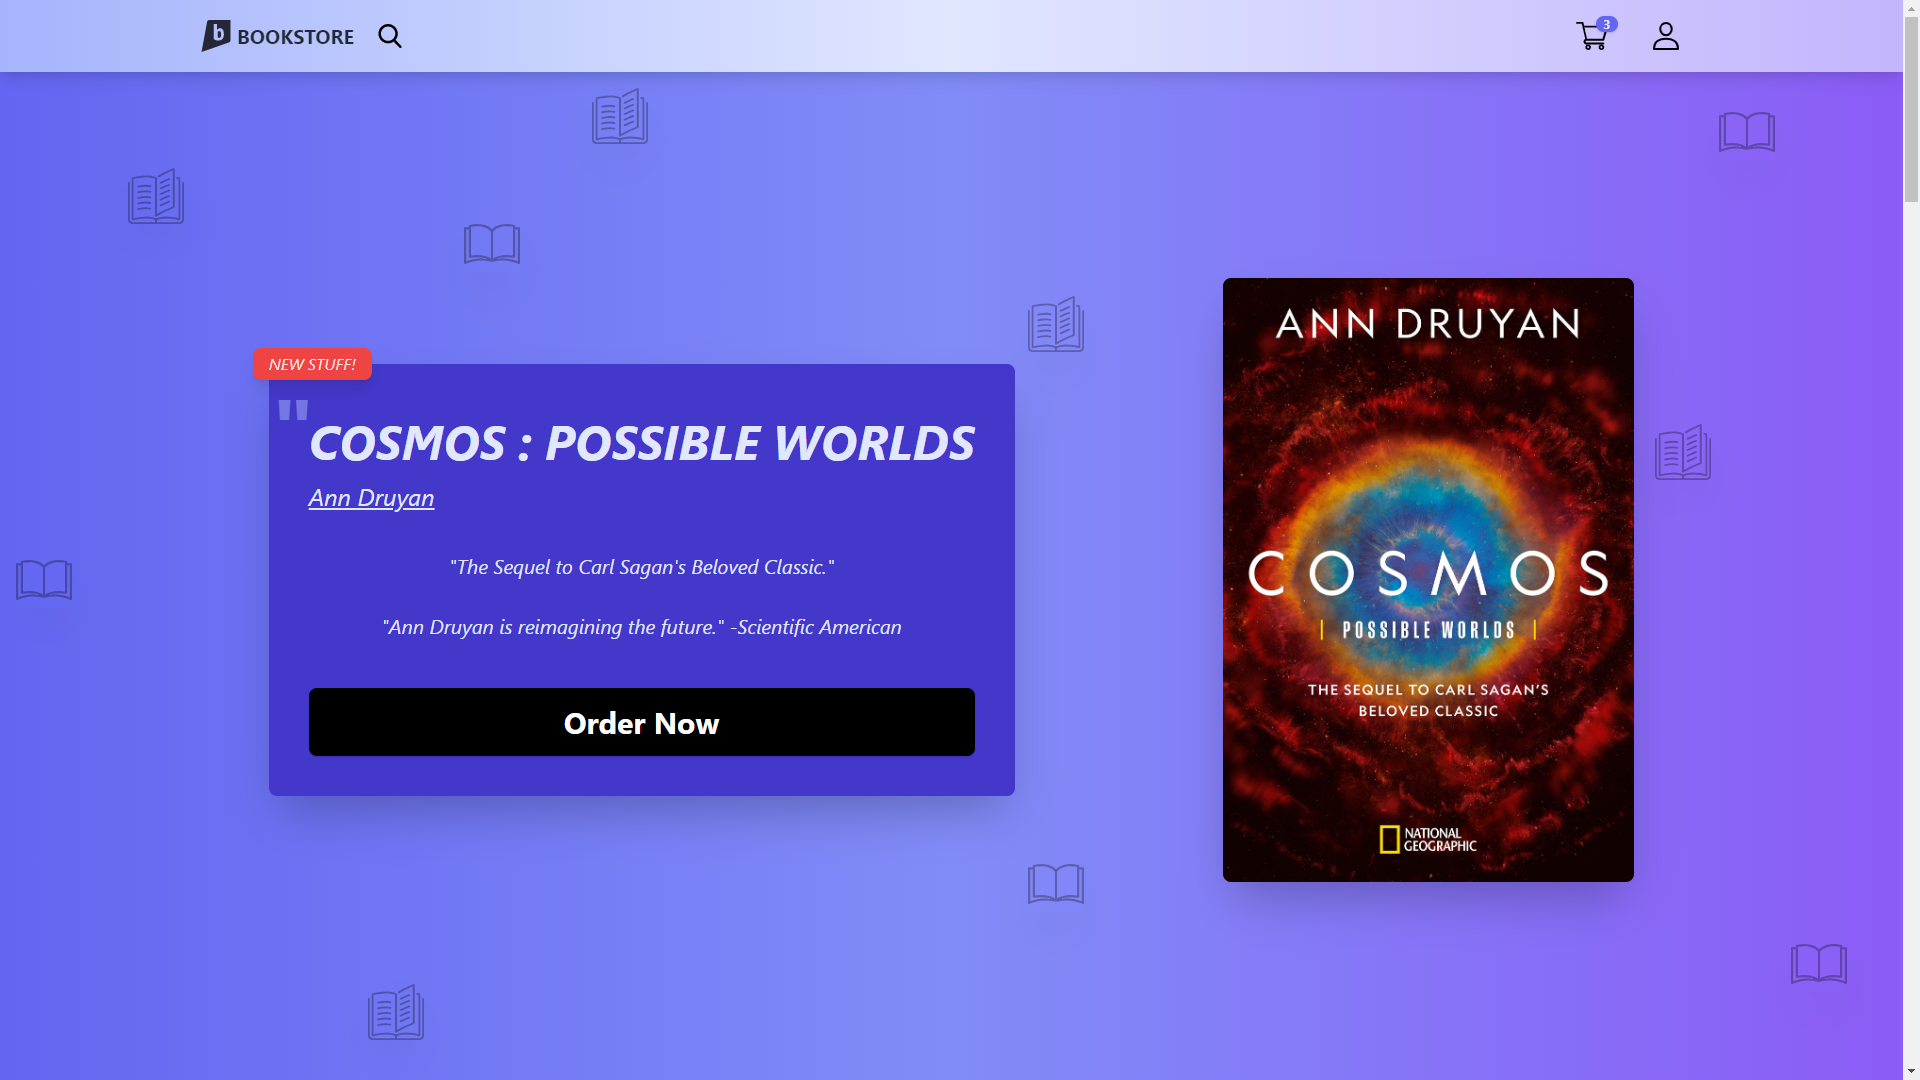 b BOOKSTORE
3
NEW STUFF!
"
COSMOS : POSSIBLE WORLDS
Ann Druyan
"The Sequel to Carl Sagan's Beloved Classic."
"Ann Druyan is reimagining the future." -Scientific American
Order Now
ANN DRUYAN
COSMOS
| POSSIBLE WORLDS |
THE SEQUEL TO CARL SAGAN'S
BELOVED CLASSIC
NATIONAL
GEOGRAPHIC